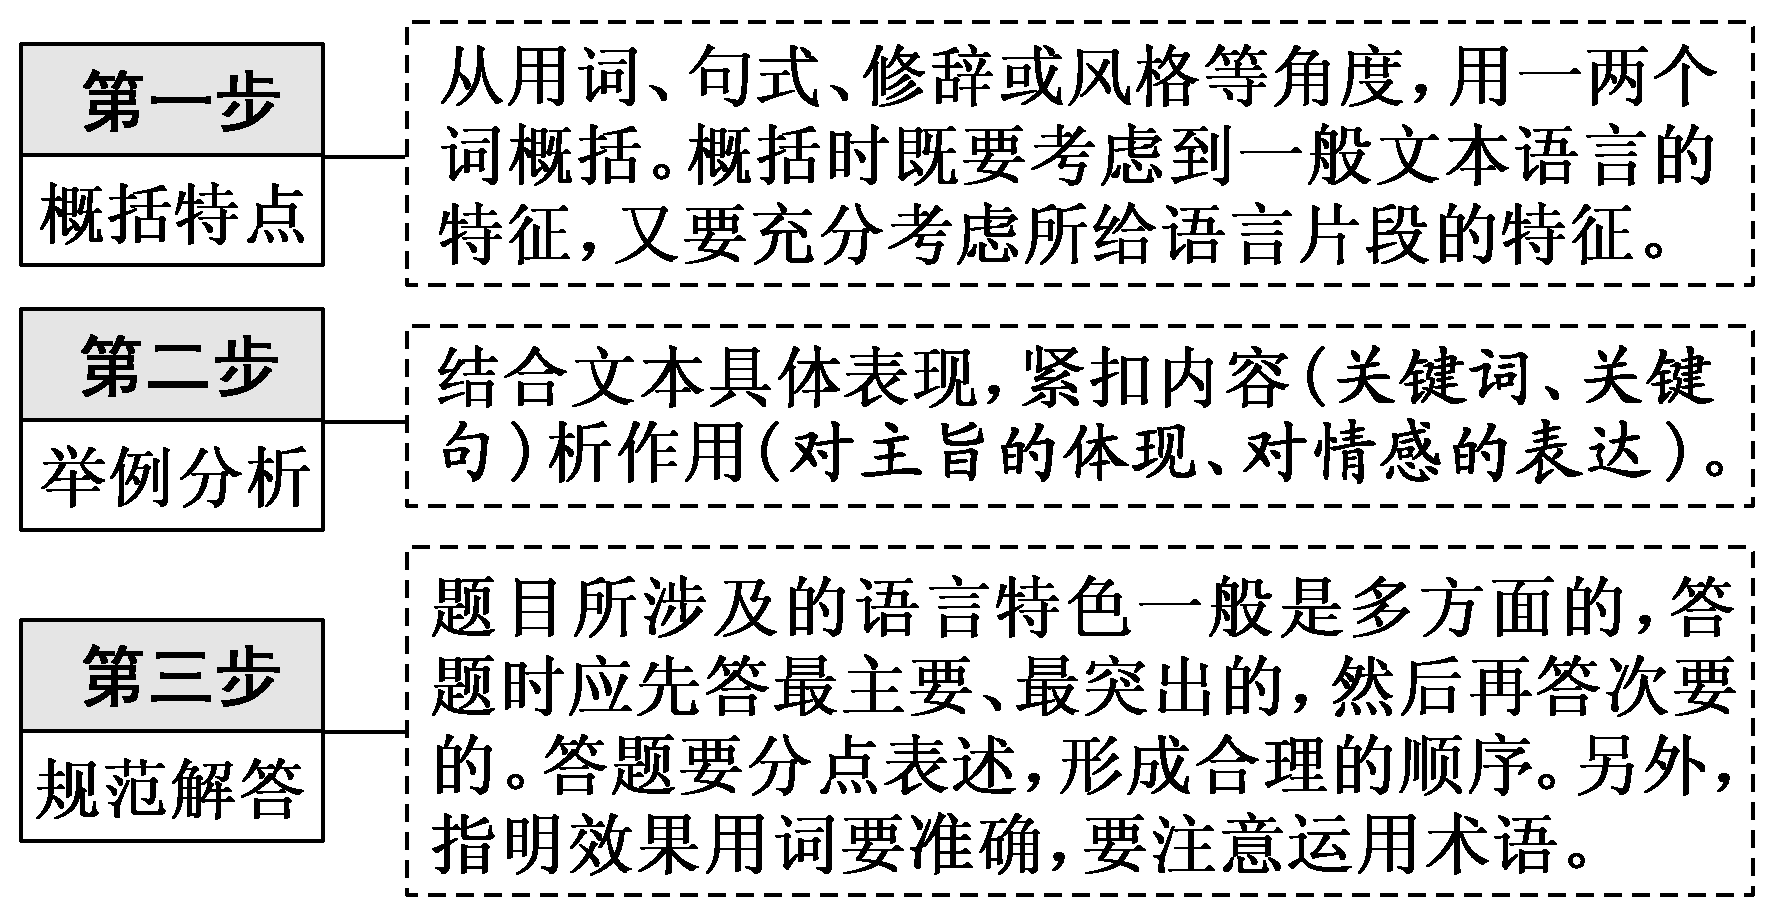 第一步
概括特点
从用词、句式、修辞或风格等角度，用一两个
词概括。概括时既要考虑到一般文本语言的
特征，又要充分考虑所给语言片段的特征。
第二步
举例分析
结合文本具体表现，紧扣内容(关键词、关键
句)析作用(对主旨的体现、对情感的表达)。
第三步
规范解答
题目所涉及的语言特色一般是多方面的，答
题时应先答最主要、最突出的，然后再答次要
的。答题要分点表述，形成合理的顺序。另外，
指明效果用词要准确，要注意运用术语。